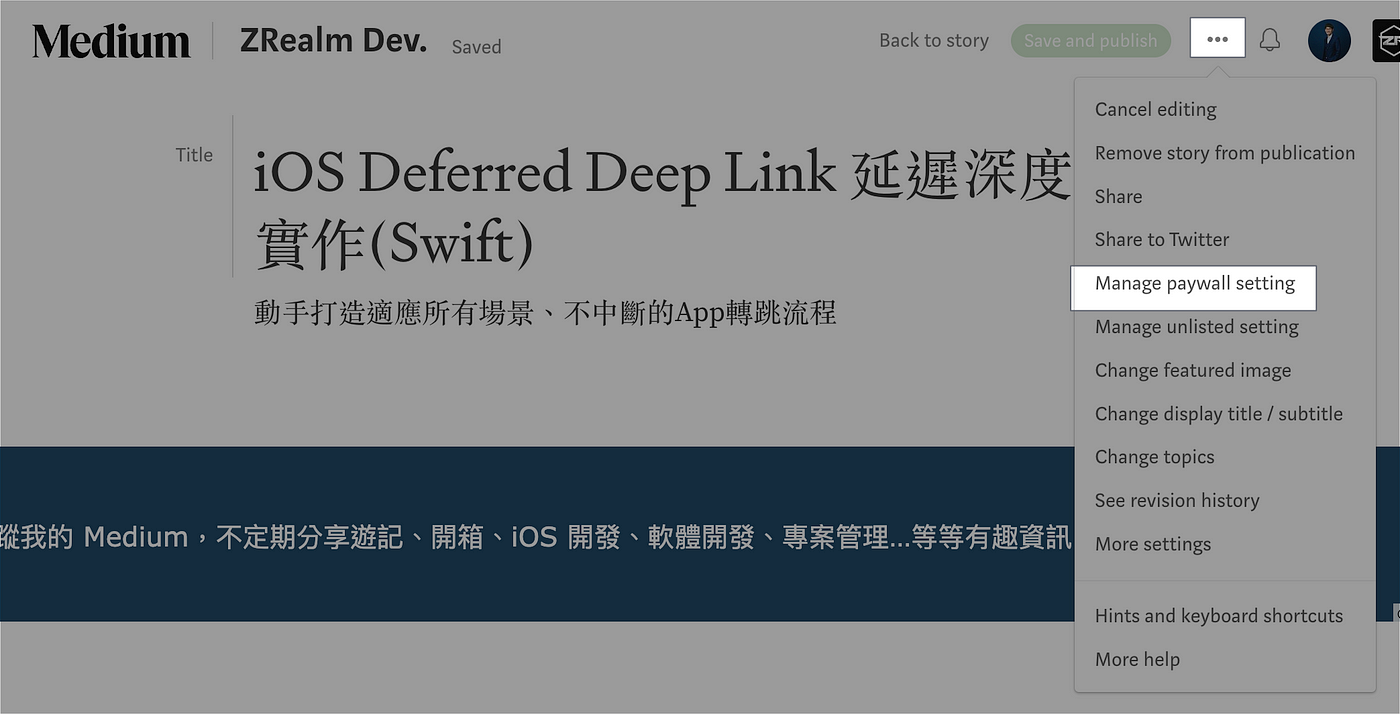 Medium
ZRealm Dev.
Saved
Back to story
Save and publish
Cancel editing
Remove story from publication
Share
Share to Twitter
Manage paywall setting
Manage unlisted setting
Change featured image
Change display title / subtitle
Change topics
See revision history
More settings
Hints and keyboard shortcuts
More help
Title
iOS Deferred Deep Link 延遲深度
實作(Swift)
動手打造適應所有場景、不中斷的App轉跳流程
蹤我的 Medium，不定期分享遊記、開箱、iOS 開發、軟體開發、專案管理...等等有趣資訊